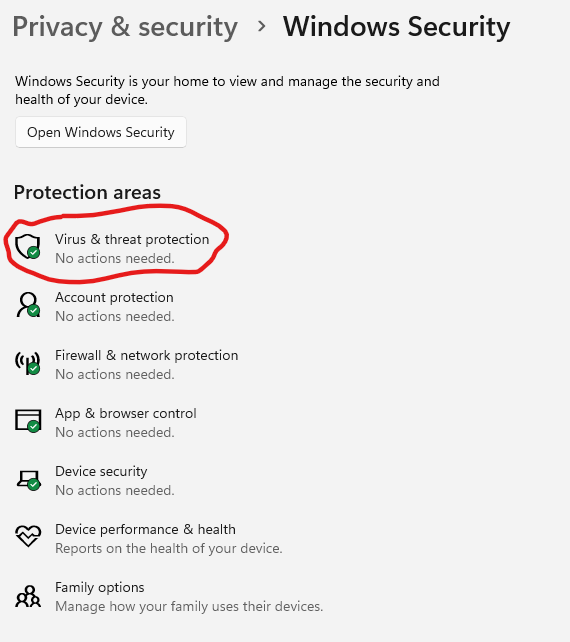 Privacy & security > Windows Security
Windows Security is your home to view and manage the security and
health of your device.
Open Windows Security
Protection areas
Virus & threat protection
No actions needed.
Account protection
No actions needed.
Firewall & network protection
No actions needed.
App & browser control
No actions needed.
Device security
No actions needed.
Device performance & health
Reports on the health of your device.
Family options
Manage how your family uses their devices.